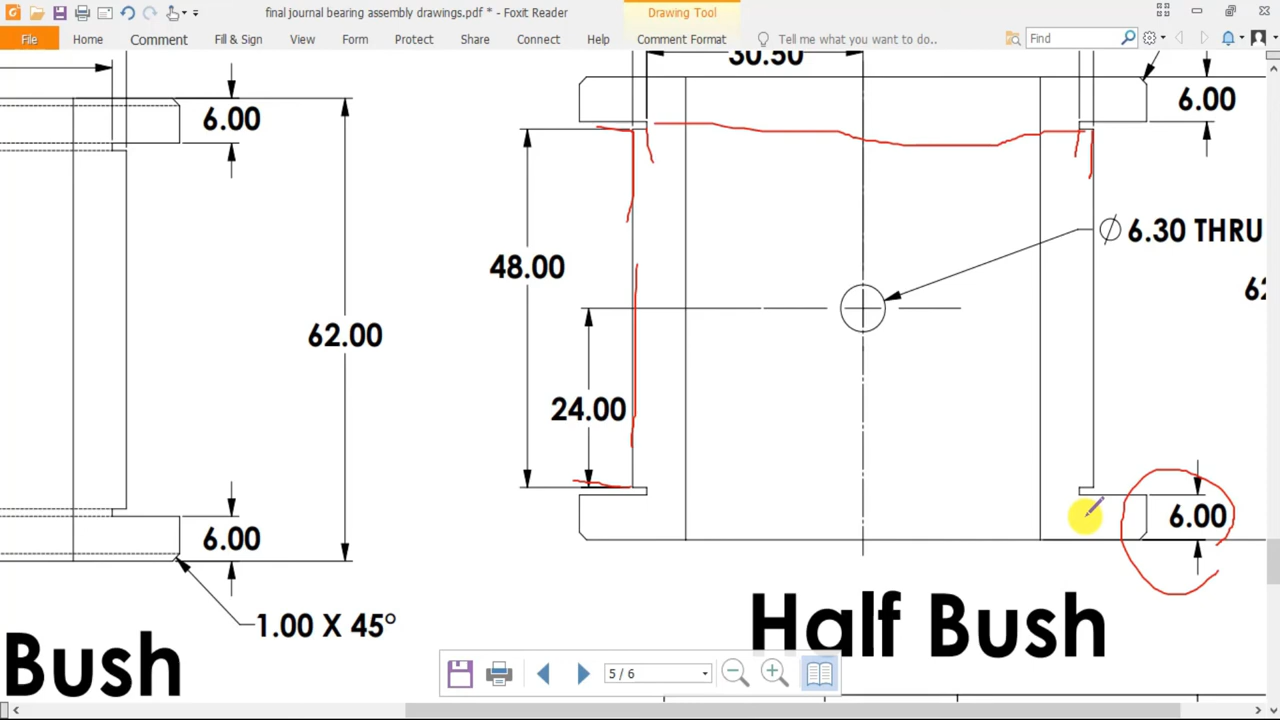 final journal bearing assembly drawings.pdf * - Foxit Reader
Drawing Tool
File
Home
Comment
Fill & Sign
View
Form
Protect
Share
Connect
Help
Comment Format
Tell me what you want to do..
Find
30.50
6.00
6.00
Ø 6.30 THRU
48.00
62.00
24.00
6.00
6.00
1.00 X 45°
Bush
Half Bush
5 / 6